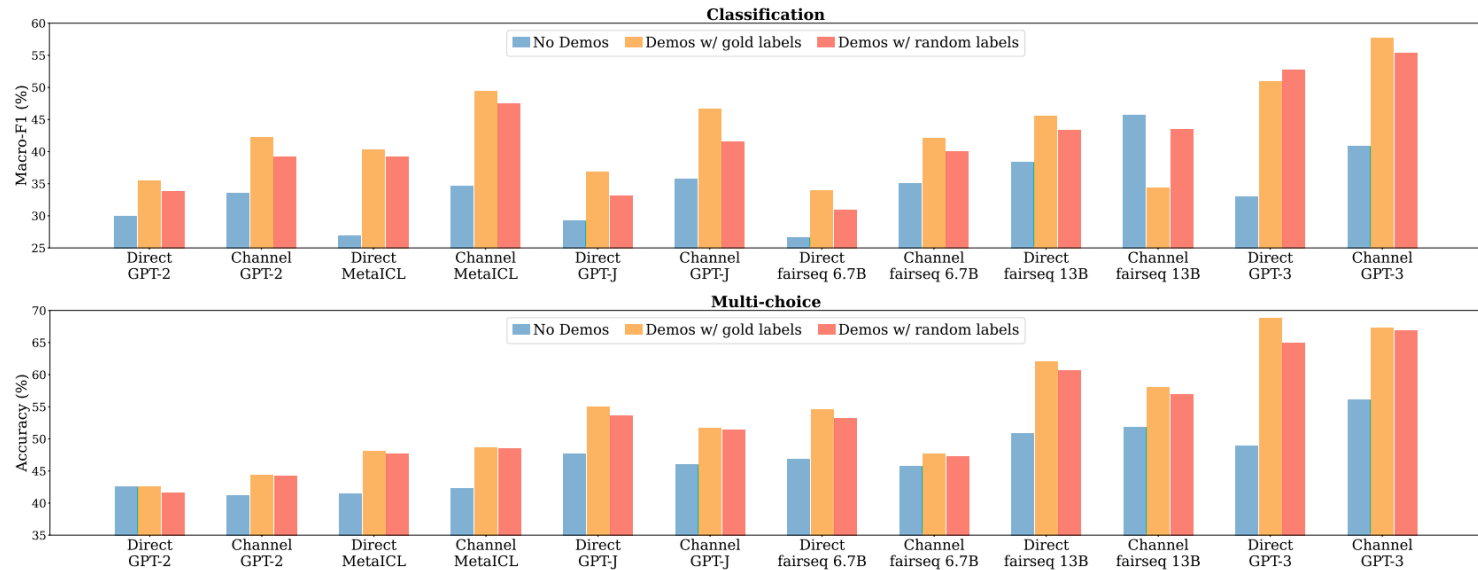 Classification
Macro-F1 (%)
60
55
50
45
40
35
30
25
No Demos Demos w/ gold labels Demos w/ random labels
Direct Channel Direct Channel Direct Channel Direct Channel Direct Channel Direct Channel
GPT-2 GPT-2 MetaICL MetaICL GPT-J GPT-J fairseq 6.7B fairseq 6.7B fairseq 13B fairseq 13B GPT-3 GPT-3
Multi-choice
Accuracy (%)
70
65
60
55
50
45
40
35
No Demos Demos w/ gold labels Demos w/ random labels
Direct Channel Direct Channel Direct Channel Direct Channel Direct Channel Direct Channel
GPT-2 GPT-2 MetaICL MetaICL GPT-J GPT-J fairseq 6.7B fairseq 6.7B fairseq 13B fairseq 13B GPT-3 GPT-3